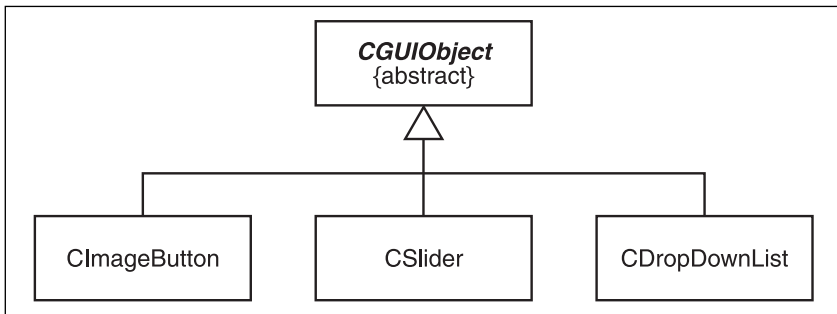 CGUIObject
{abstract}
CImageButton
CSlider
CDropDownList